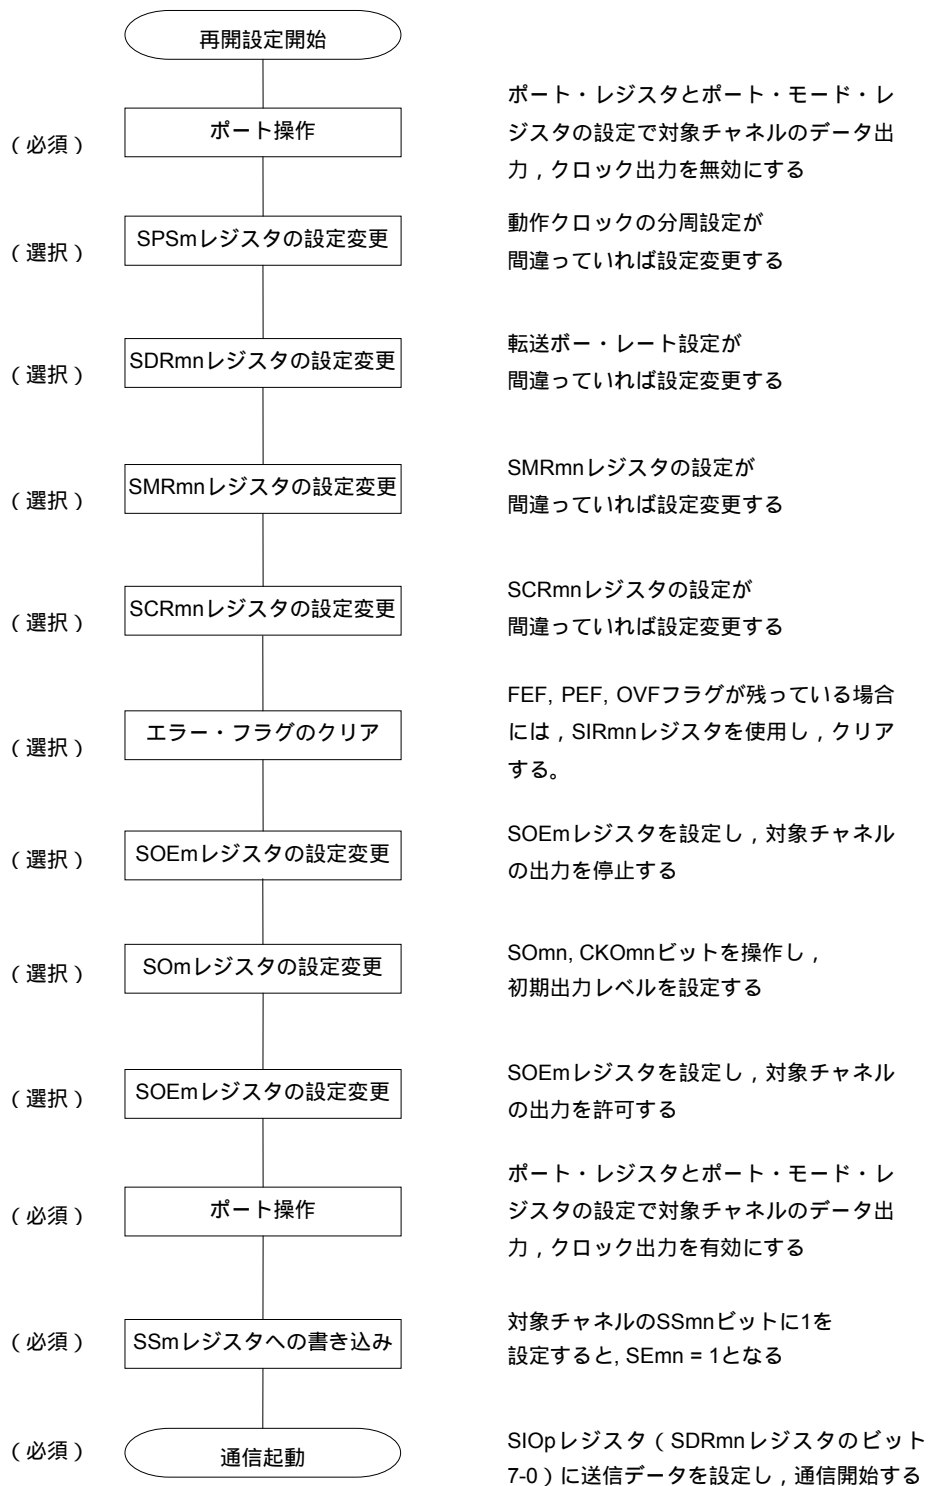 再開設定開始
（必須）
ポート操作
ポート・レジスタとポート・モード・レ
ジスタの設定で対象チャネルのデータ出
力，クロック出力を無効にする
（選択）
SPSmレジスタの設定変更
動作クロックの分周設定が
間違っていれば設定変更する
（選択）
SDRmnレジスタの設定変更
転送ボー・レート設定が
間違っていれば設定変更する
（選択）
SMRmnレジスタの設定変更
SMRmnレジスタの設定が
間違っていれば設定変更する
（選択）
SCRmnレジスタの設定変更
SCRmnレジスタの設定が
間違っていれば設定変更する
（選択）
エラー・フラグのクリア
FEF, PEF, OVFフラグが残っている場合
には，SIRmnレジスタを使用し，クリア
する。
（選択）
SOEmレジスタの設定変更
SOEmレジスタを設定し，対象チャネル
の出力を停止する
（選択）
SOmレジスタの設定変更
SOmn, CKOmnビットを操作し，
初期出力レベルを設定する
（選択）
SOEmレジスタの設定変更
SOEmレジスタを設定し，対象チャネル
の出力を許可する
（必須）
ポート操作
ポート・レジスタとポート・モード・レ
ジスタの設定で対象チャネルのデータ出
力，クロック出力を有効にする
（必須）
SSmレジスタへの書き込み
対象チャネルのSSmnビットに1を
設定すると, SEmn = 1となる
（必須）
通信起動
SIOpレジスタ（SDRmnレジスタのビット
7-0）に送信データを設定し，通信開始する